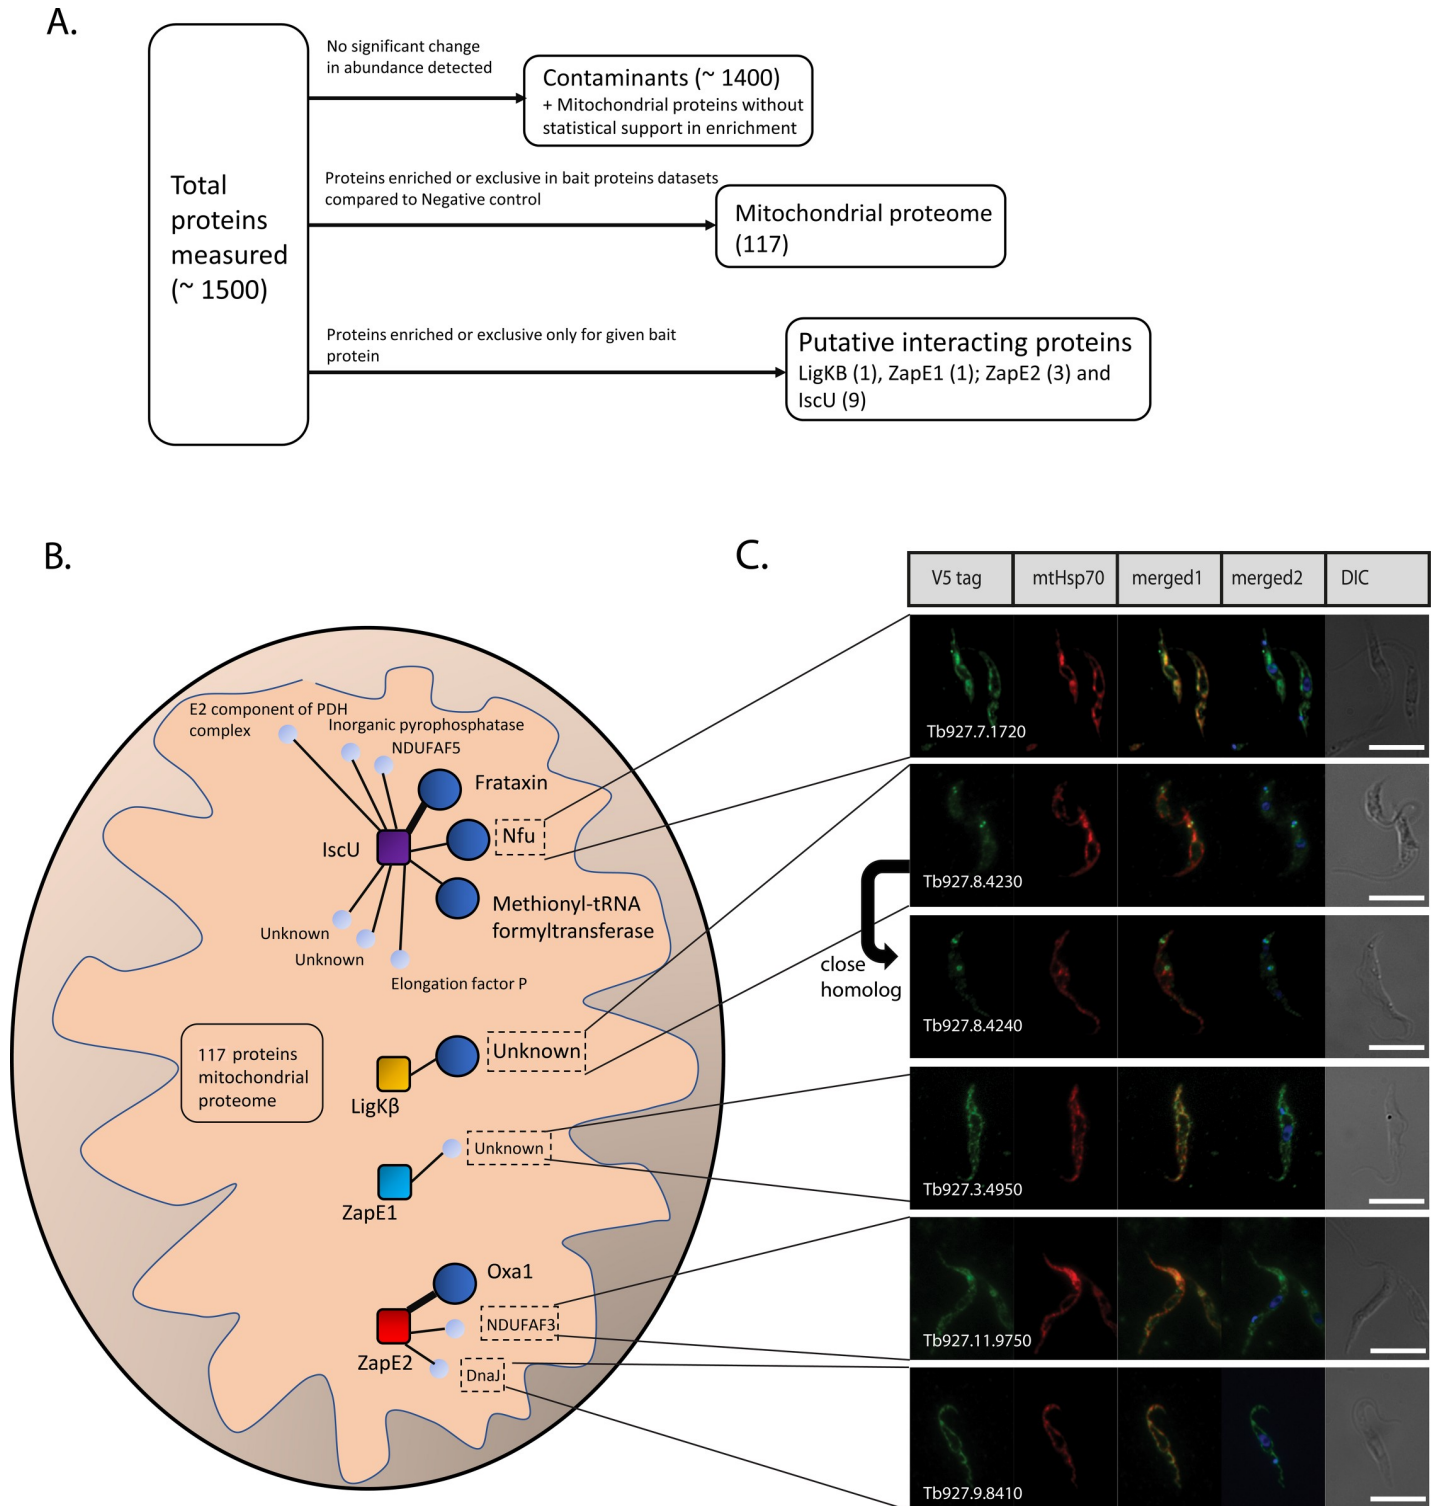 A.
No significant change
in abundance detected
Contaminants (~ 1400)
+ Mitochondrial proteins without
statistical support in enrichment
Total
proteins
measured
(~ 1500)
Proteins enriched or exclusive in bait proteins datasets
compared to Negative control
Mitochondrial proteome
(117)
Proteins enriched or exclusive only for given bait
protein
Putative interacting proteins
LigKB (1), ZapE1 (1); ZapE2 (3) and
IscU (9)
B.
E2 component of PDH
complex
Inorganic pyrophosphatase
NDUFAF5
Frataxin
Nfu
IscU
Methionyl-tRNA
formyltransferase
Unknown
Unknown
Elongation factor P
117 proteins
mitochondrial
proteome
Unknown
LigKβ
Unknown
ZapE1
Oxa1
NDUFAF3
ZapE2
DnaJ
C.
V5 tag
mtHsp70
merged1
merged2
DIC
Tb927.7.1720
Tb927.8.4230
close
homolog
Tb927.8.4240
Tb927.3.4950
Tb927.11.9750
Tb927.9.8410